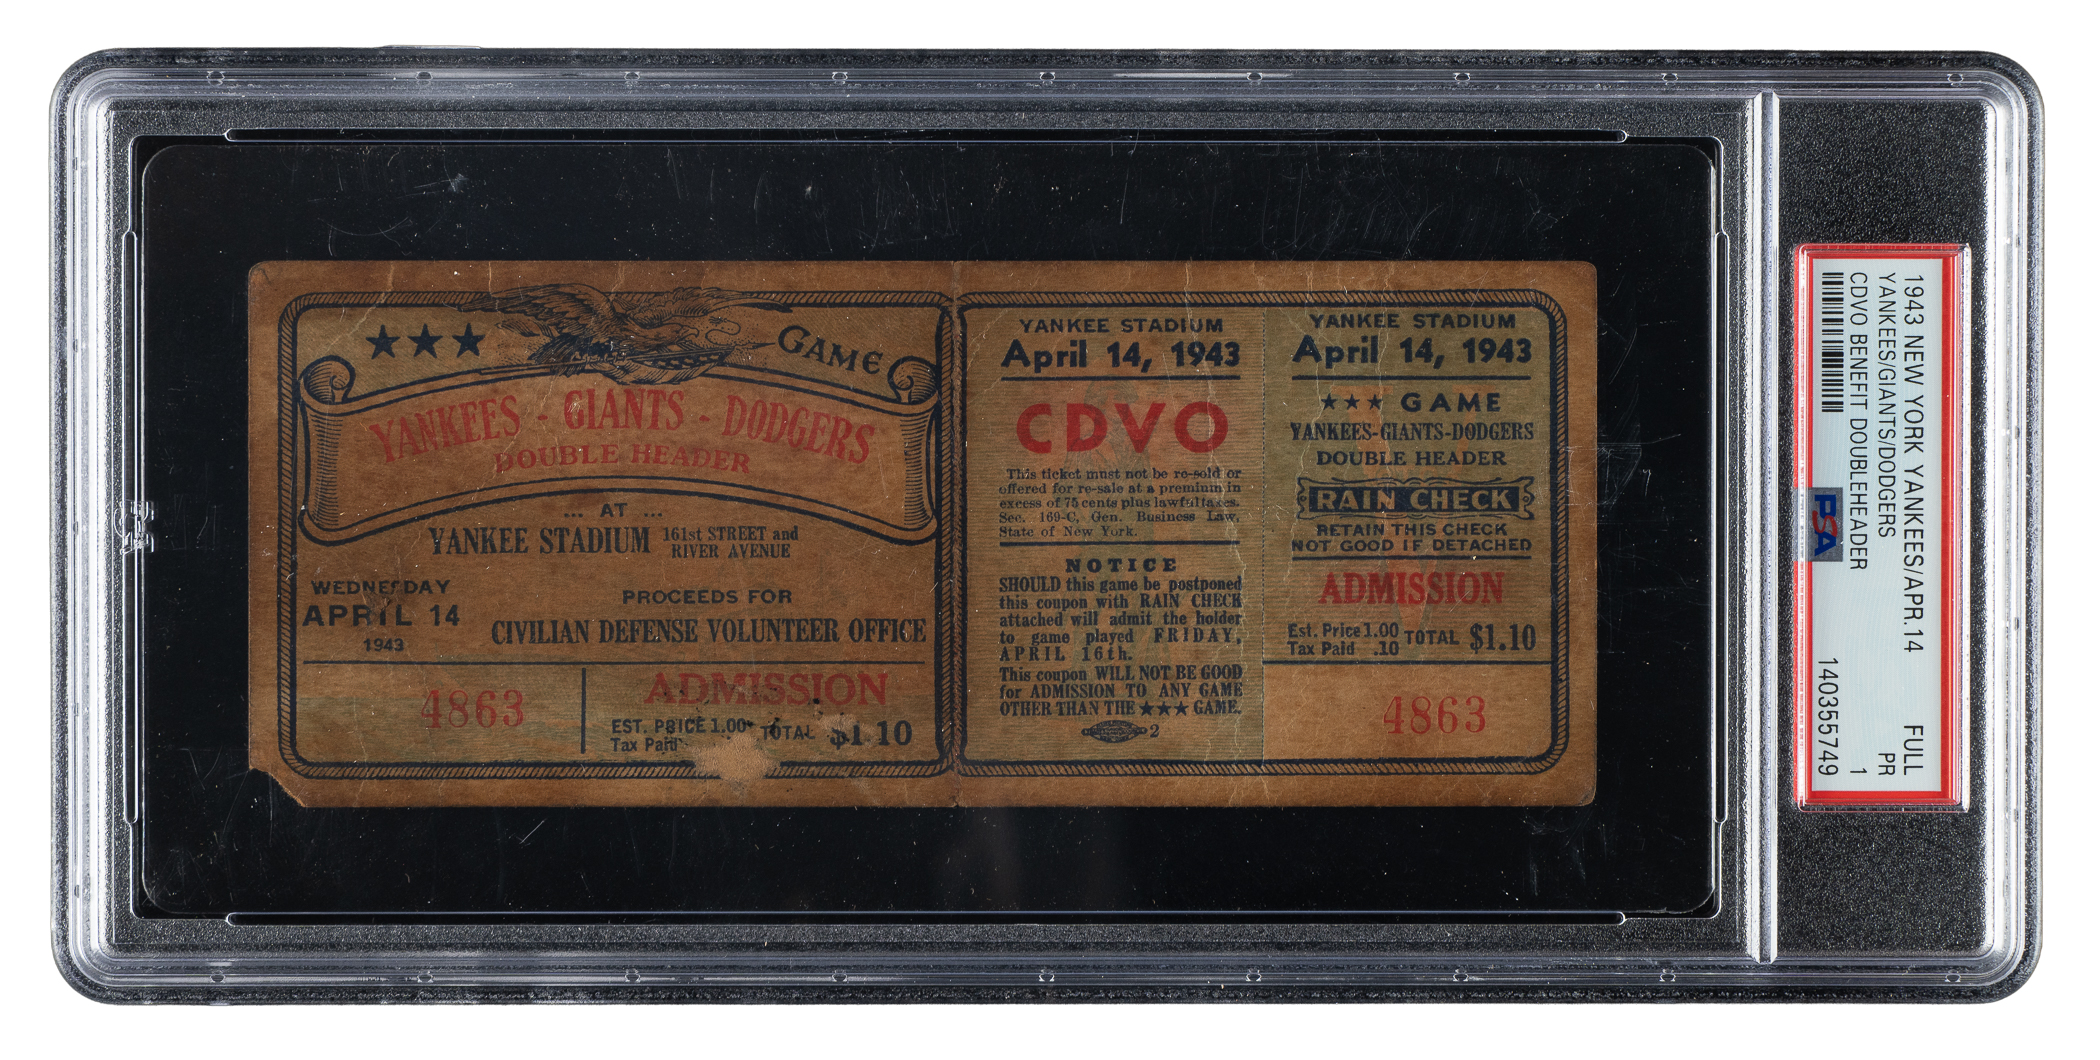 ★★★ GAME
YANKEES - GIANTS - DODGERS
DOUBLE HEADER
... AT ...
YANKEE STADIUM 161st STREET and
RIVER AVENUE
WEDNESDAY
APRIL 14
1943
PROCEEDS FOR
CIVILIAN DEFENSE VOLUNTEER OFFICE
4863
ADMISSION
EST. PRICE 1.00
Tax Paid
TOTAL $1.10
YANKEE STADIUM
April 14, 1943
CDVO
This ticket must not be re-sold or
offered for re-sale at a premium in
excess of 75 cents plus lawful taxes.
Sec. 169-C, Gen. Business Law,
State of New York.
NOTICE
SHOULD this game be postponed
this coupon with RAIN CHECK
attached will admit the holder
to game played FRIDAY,
APRIL 16th.
This coupon WILL NOT BE GOOD
for ADMISSION TO ANY GAME
OTHER THAN THE ★★★ GAME.
2
YANKEE STADIUM
April 14, 1943
★★★ GAME
YANKEES-GIANTS-DODGERS
DOUBLE HEADER
RAIN CHECK
RETAIN THIS CHECK
NOT GOOD IF DETACHED
ADMISSION
Est. Price 1.00
Tax Paid .10
TOTAL $1.10
4863
1943 NEW YORK YANKEES/APR.14 FULL
YANKEES/GIANTS/DODGERS PR
CDVO BENEFIT DOUBLEHEADER 1
PSA
14035749